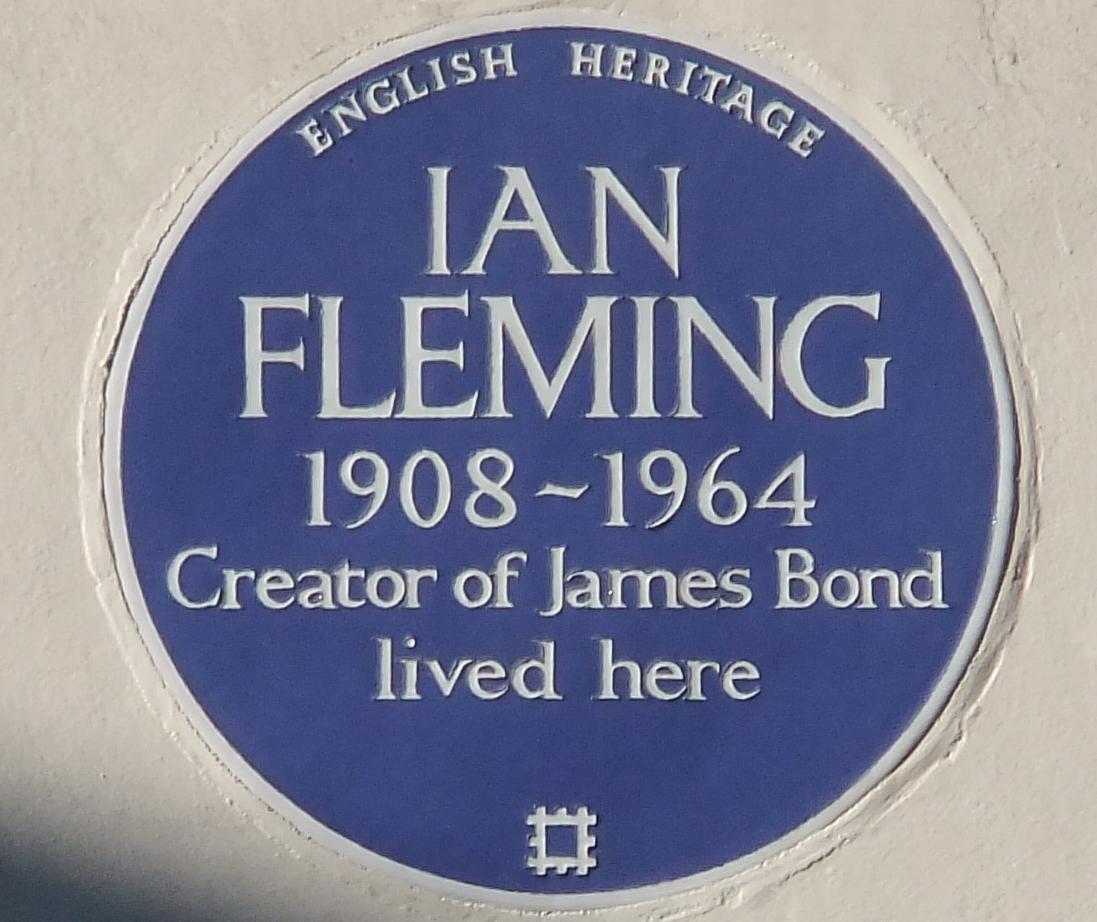 ENGLISH HERITAGE
IAN
FLEMING
1908~1964
Creator of James Bond
lived here